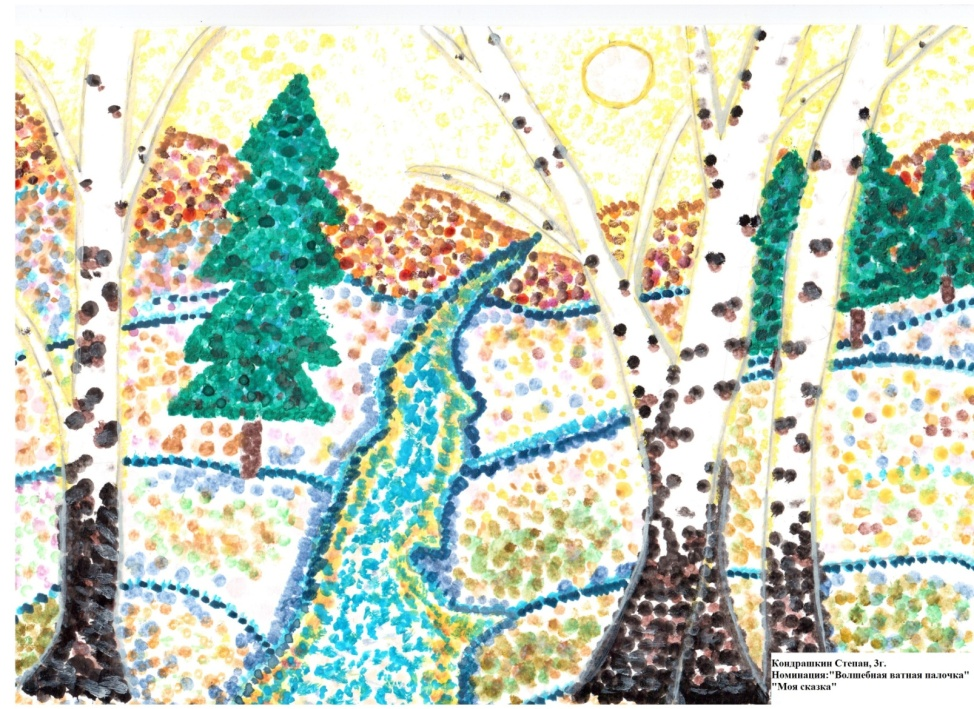 Кондрашкин Степан, 3г.
Номинация:"Волшебная ватная палочка"
"Моя сказка"